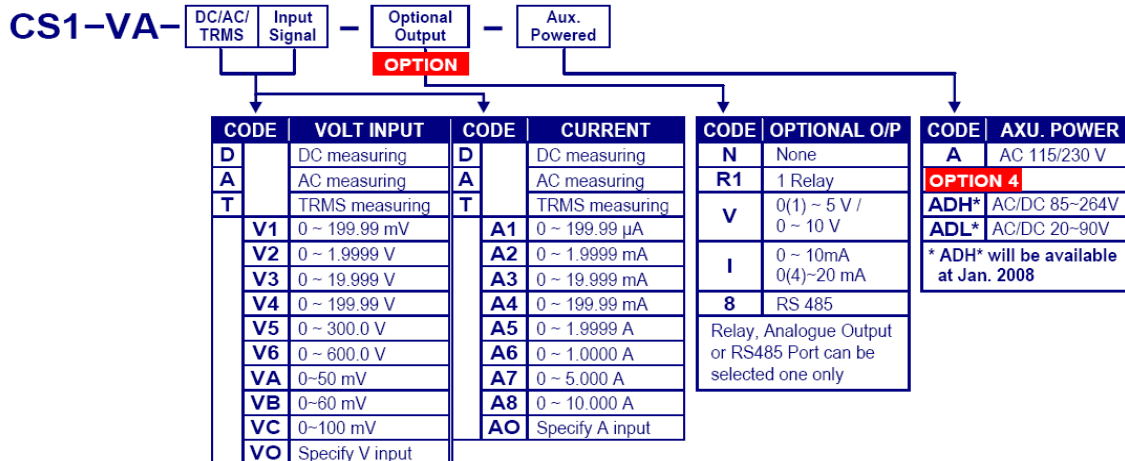 CS1-VA- DC/AC/ TRMS Input Signal - Optional Output - Aux. Powered
OPTION
CODE VOLT INPUT
D DC measuring
A AC measuring
T TRMS measuring
V1 0 ~ 199.99 mV
V2 0 ~ 1.9999 V
V3 0 ~ 19.999 V
V4 0 ~ 199.99 V
V5 0 ~ 300.0 V
V6 0 ~ 600.0 V
VA 0~50 mV
VB 0~60 mV
VC 0~100 mV
VO Specify V input
CODE CURRENT
D DC measuring
A AC measuring
T TRMS measuring
A1 0 ~ 199.99 µA
A2 0 ~ 1.9999 mA
A3 0 ~ 19.999 mA
A4 0 ~ 199.99 mA
A5 0 ~ 1.9999 A
A6 0 ~ 1.0000 A
A7 0 ~ 5.000 A
A8 0 ~ 10.000 A
AO Specify A input
CODE OPTIONAL O/P
N None
R1 1 Relay
V 0(1) ~ 5 V /
0 ~ 10 V
I 0 ~ 10mA
0(4)~20 mA
8 RS 485
Relay, Analogue Output
or RS485 Port can be
selected one only
CODE AXU. POWER
A AC 115/230 V
OPTION 4
ADH* AC/DC 85~264V
ADL* AC/DC 20~90V
* ADH* will be available
at Jan. 2008